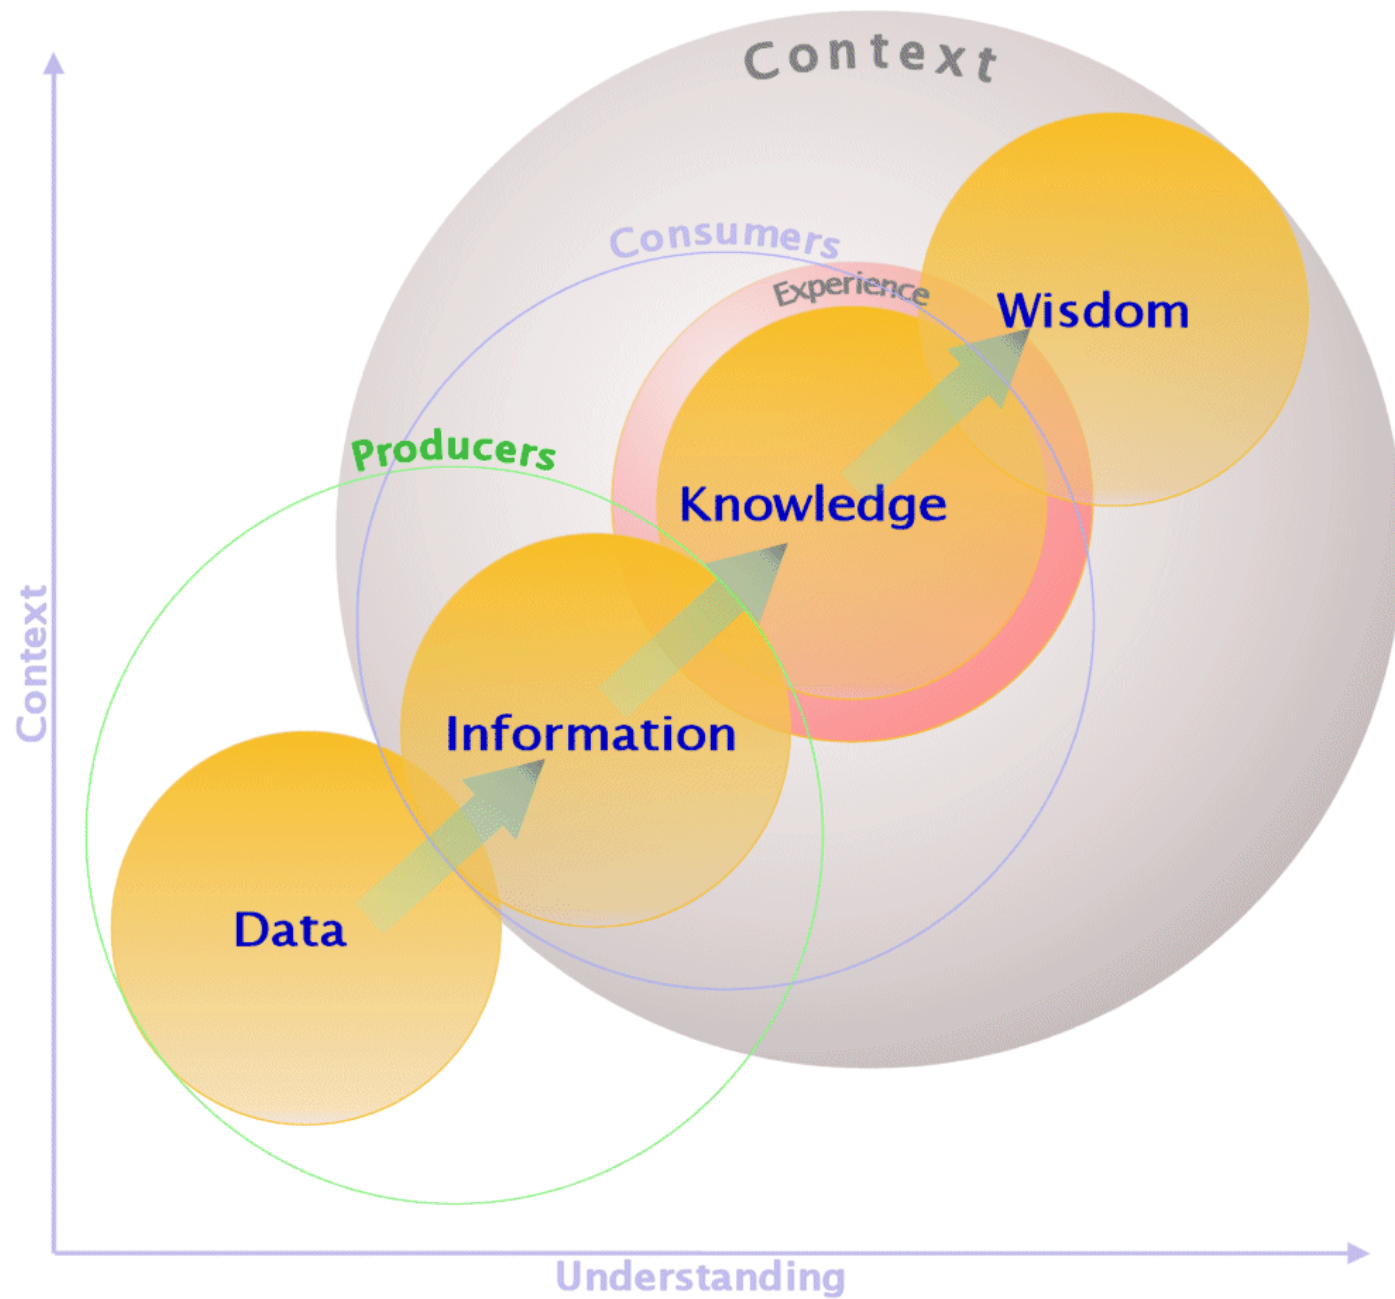 Context
Consumers
Experience
Wisdom
Producers
Knowledge
Context
Information
Data
Understanding